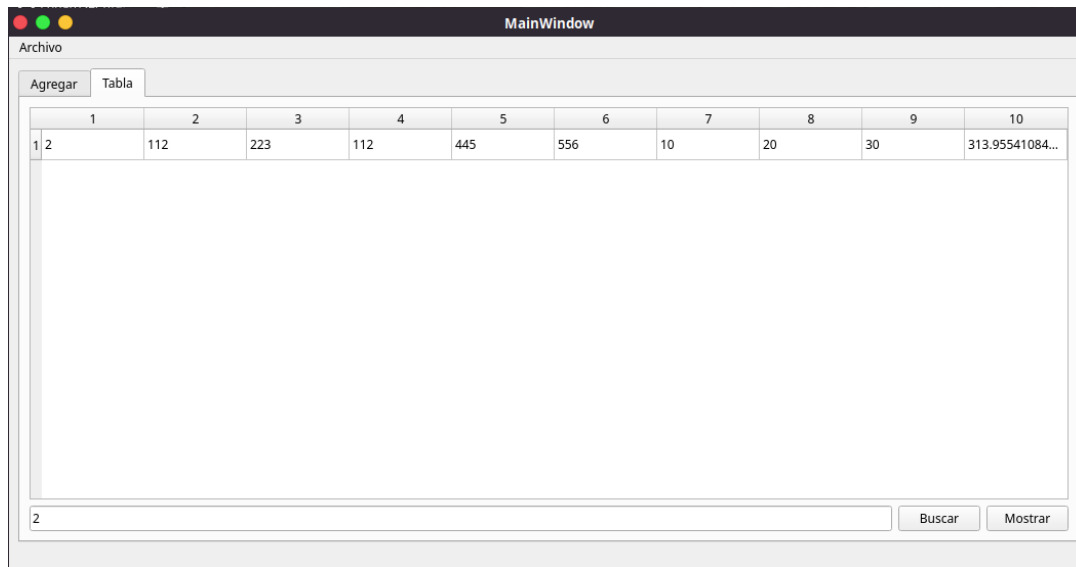 MainWindow
Archivo
Agregar Tabla
1 2 3 4 5 6 7 8 9 10
1 2 112 223 112 445 556 10 20 30 313.95541084...
2 Buscar Mostrar